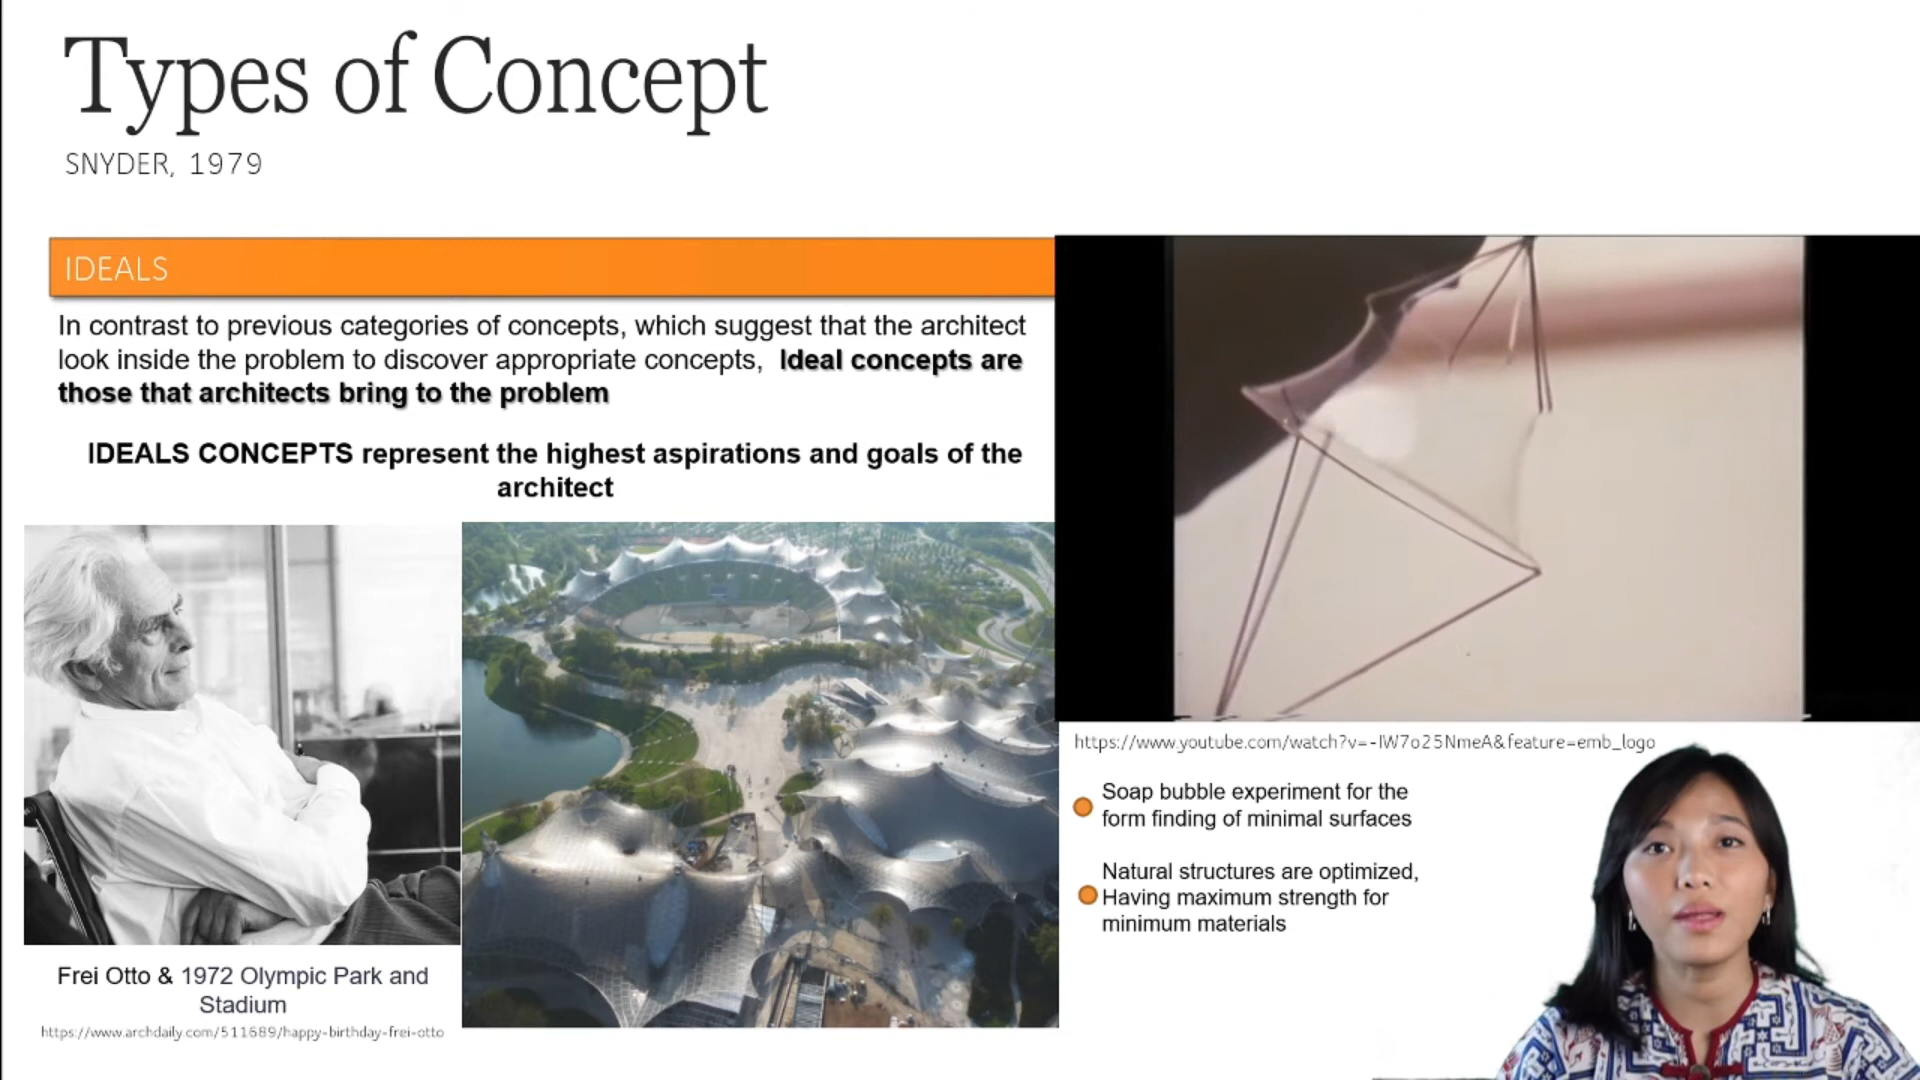 Types of Concept
SNYDER, 1979
IDEALS
In contrast to previous categories of concepts, which suggest that the architect
look inside the problem to discover appropriate concepts, Ideal concepts are
those that architects bring to the problem
IDEALS CONCEPTS represent the highest aspirations and goals of the
architect
Frei Otto & 1972 Olympic Park and
Stadium
https://www.archdaily.com/511689/happy-birthday-frei-otto
https://www.youtube.com/watch?v=-IW7o25NmeA&feature=emb_logo
Soap bubble experiment for the
form finding of minimal surfaces
Natural structures are optimized,
Having maximum strength for
minimum materials